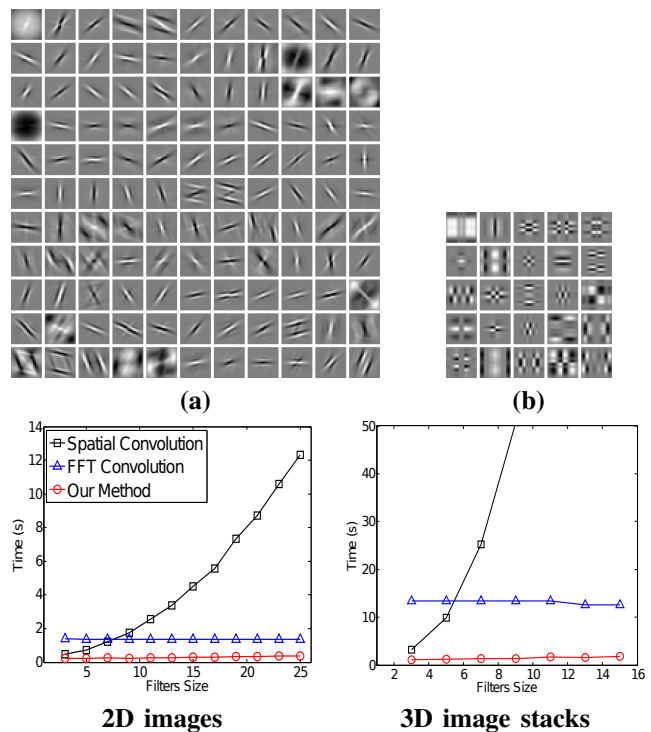 (a)
(b)
14
12
10
8
6
4
2
0
Time (s)
Spatial Convolution
FFT Convolution
Our Method
5 10 15 20 25
Filters Size
2D images
50
40
30
20
10
0
Time (s)
2 4 6 8 10 12 14 16
Filters Size
3D image stacks